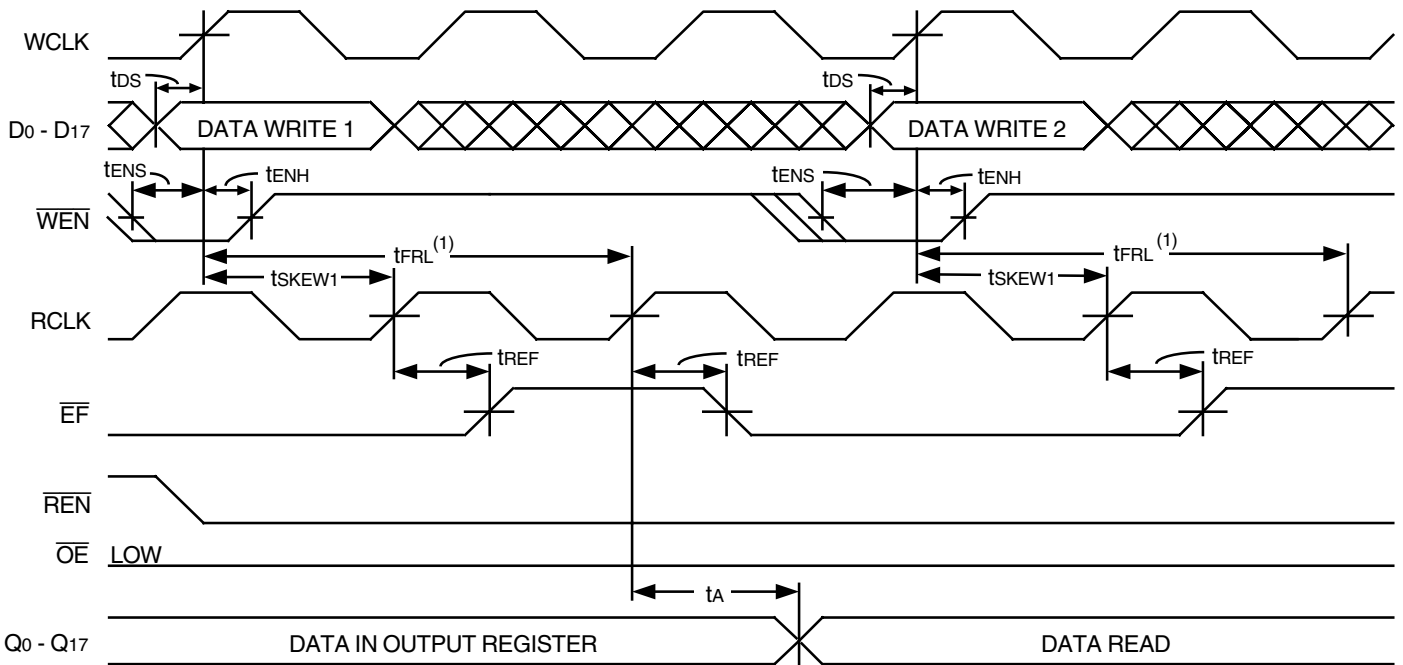 WCLK
tDS
tDS
D0 - D17
DATA WRITE 1
DATA WRITE 2
tENS
tENH
tENS
tENH
WEN
tFRL(1)
tFRL(1)
tSKEW1
tSKEW1
RCLK
tREF
tREF
tREF
EF
REN
OE
LOW
tA
Q0 - Q17
DATA IN OUTPUT REGISTER
DATA READ